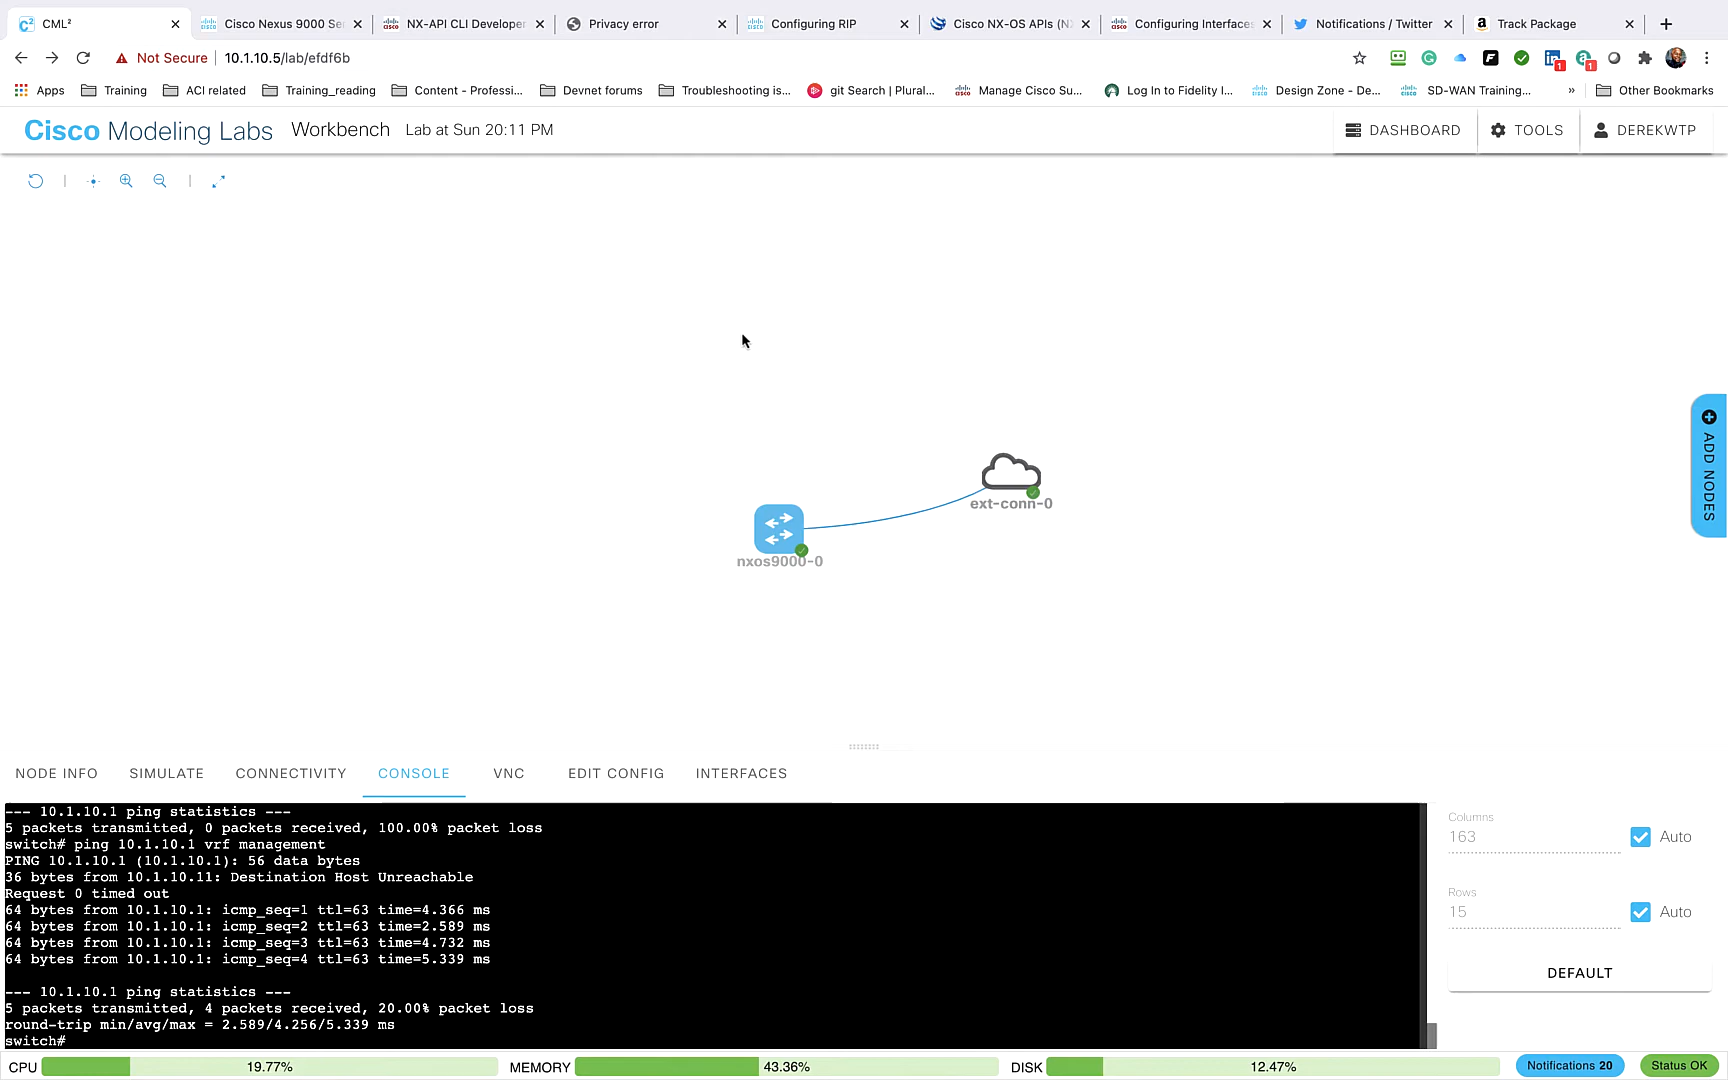 CML²
Cisco Nexus 9000 Se
NX-API CLI Developer
Privacy error
Configuring RIP
Cisco NX-OS APIs (N
Configuring Interfaces
Notifications / Twitter
Track Package
Not Secure
10.1.10.5/lab/efdf6b
Apps
Training
ACI related
Training_reading
Content - Professi...
Devnet forums
Troubleshooting is...
git Search | Plural...
Manage Cisco Su...
Log In to Fidelity I...
Design Zone - De...
SD-WAN Training...
»
Other Bookmarks
Cisco Modeling Labs Workbench Lab at Sun 20:11 PM
DASHBOARD
TOOLS
DEREKWTP
ADD NODES
ext-conn-0
nxos9000-0
NODE INFO
SIMULATE
CONNECTIVITY
CONSOLE
VNC
EDIT CONFIG
INTERFACES
--- 10.1.10.1 ping statistics ---
5 packets transmitted, 0 packets received, 100.00% packet loss
switch# ping 10.1.10.1 vrf management
PING 10.1.10.1 (10.1.10.1): 56 data bytes
36 bytes from 10.1.10.11: Destination Host Unreachable
Request 0 timed out
64 bytes from 10.1.10.1: icmp_seq=1 ttl=63 time=4.366 ms
64 bytes from 10.1.10.1: icmp_seq=2 ttl=63 time=2.589 ms
64 bytes from 10.1.10.1: icmp_seq=3 ttl=63 time=4.732 ms
64 bytes from 10.1.10.1: icmp_seq=4 ttl=63 time=5.339 ms
--- 10.1.10.1 ping statistics ---
5 packets transmitted, 4 packets received, 20.00% packet loss
round-trip min/avg/max = 2.589/4.256/5.339 ms
switch#
Columns
163
Auto
Rows
15
Auto
DEFAULT
CPU
19.77%
MEMORY
43.36%
DISK
12.47%
Notifications 20
Status OK